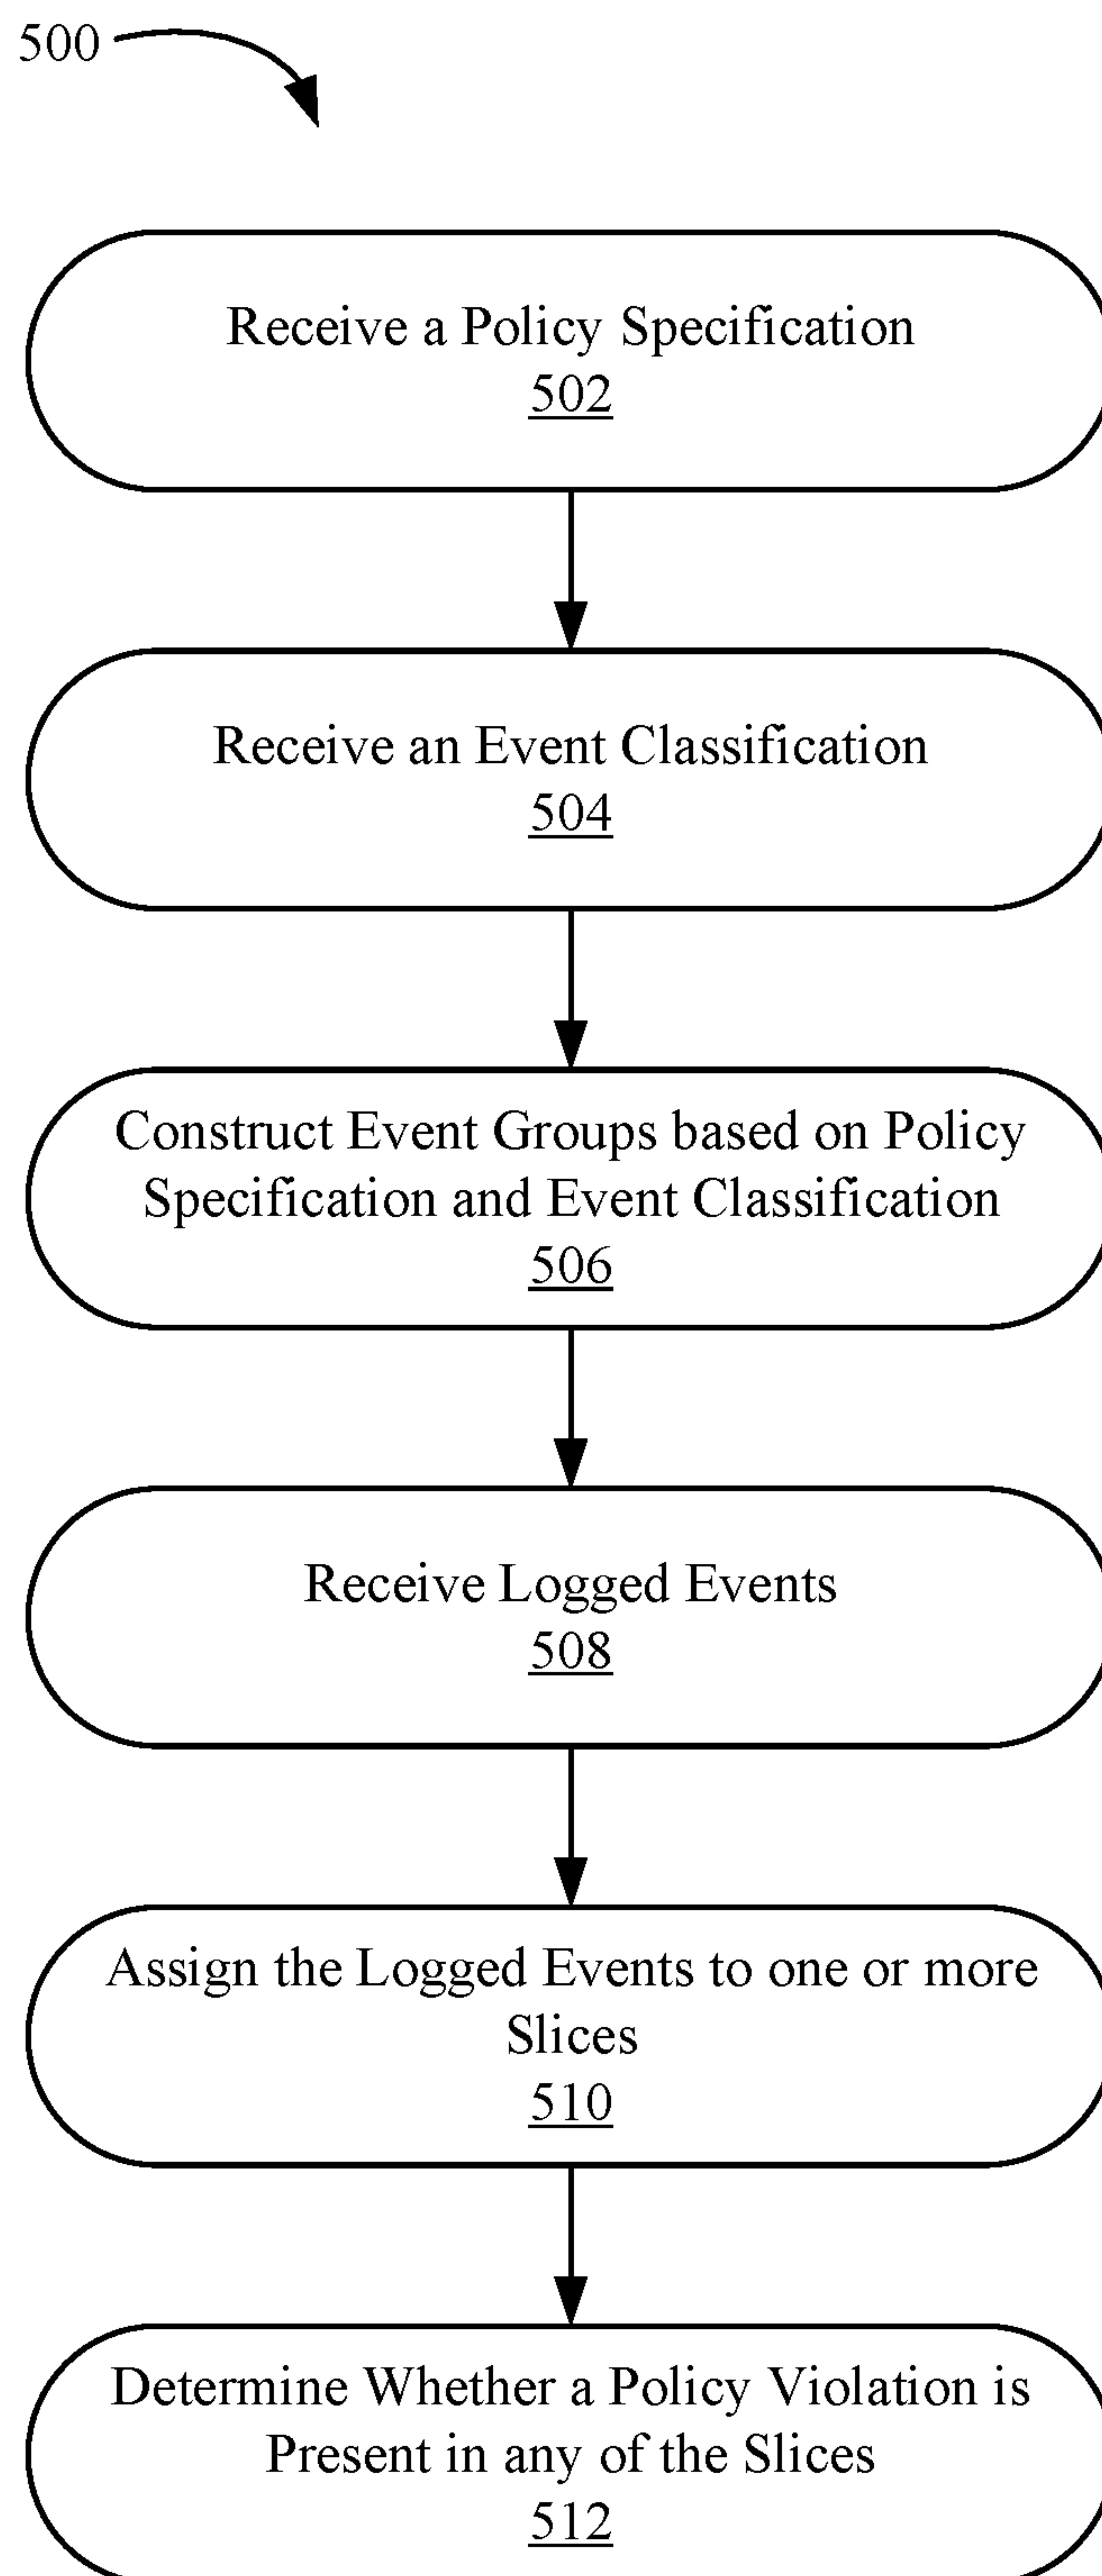 500
Receive a Policy Specification
502
Receive an Event Classification
504
Construct Event Groups based on Policy
Specification and Event Classification
506
Receive Logged Events
508
Assign the Logged Events to one or more
Slices
510
Determine Whether a Policy Violation is
Present in any of the Slices
512